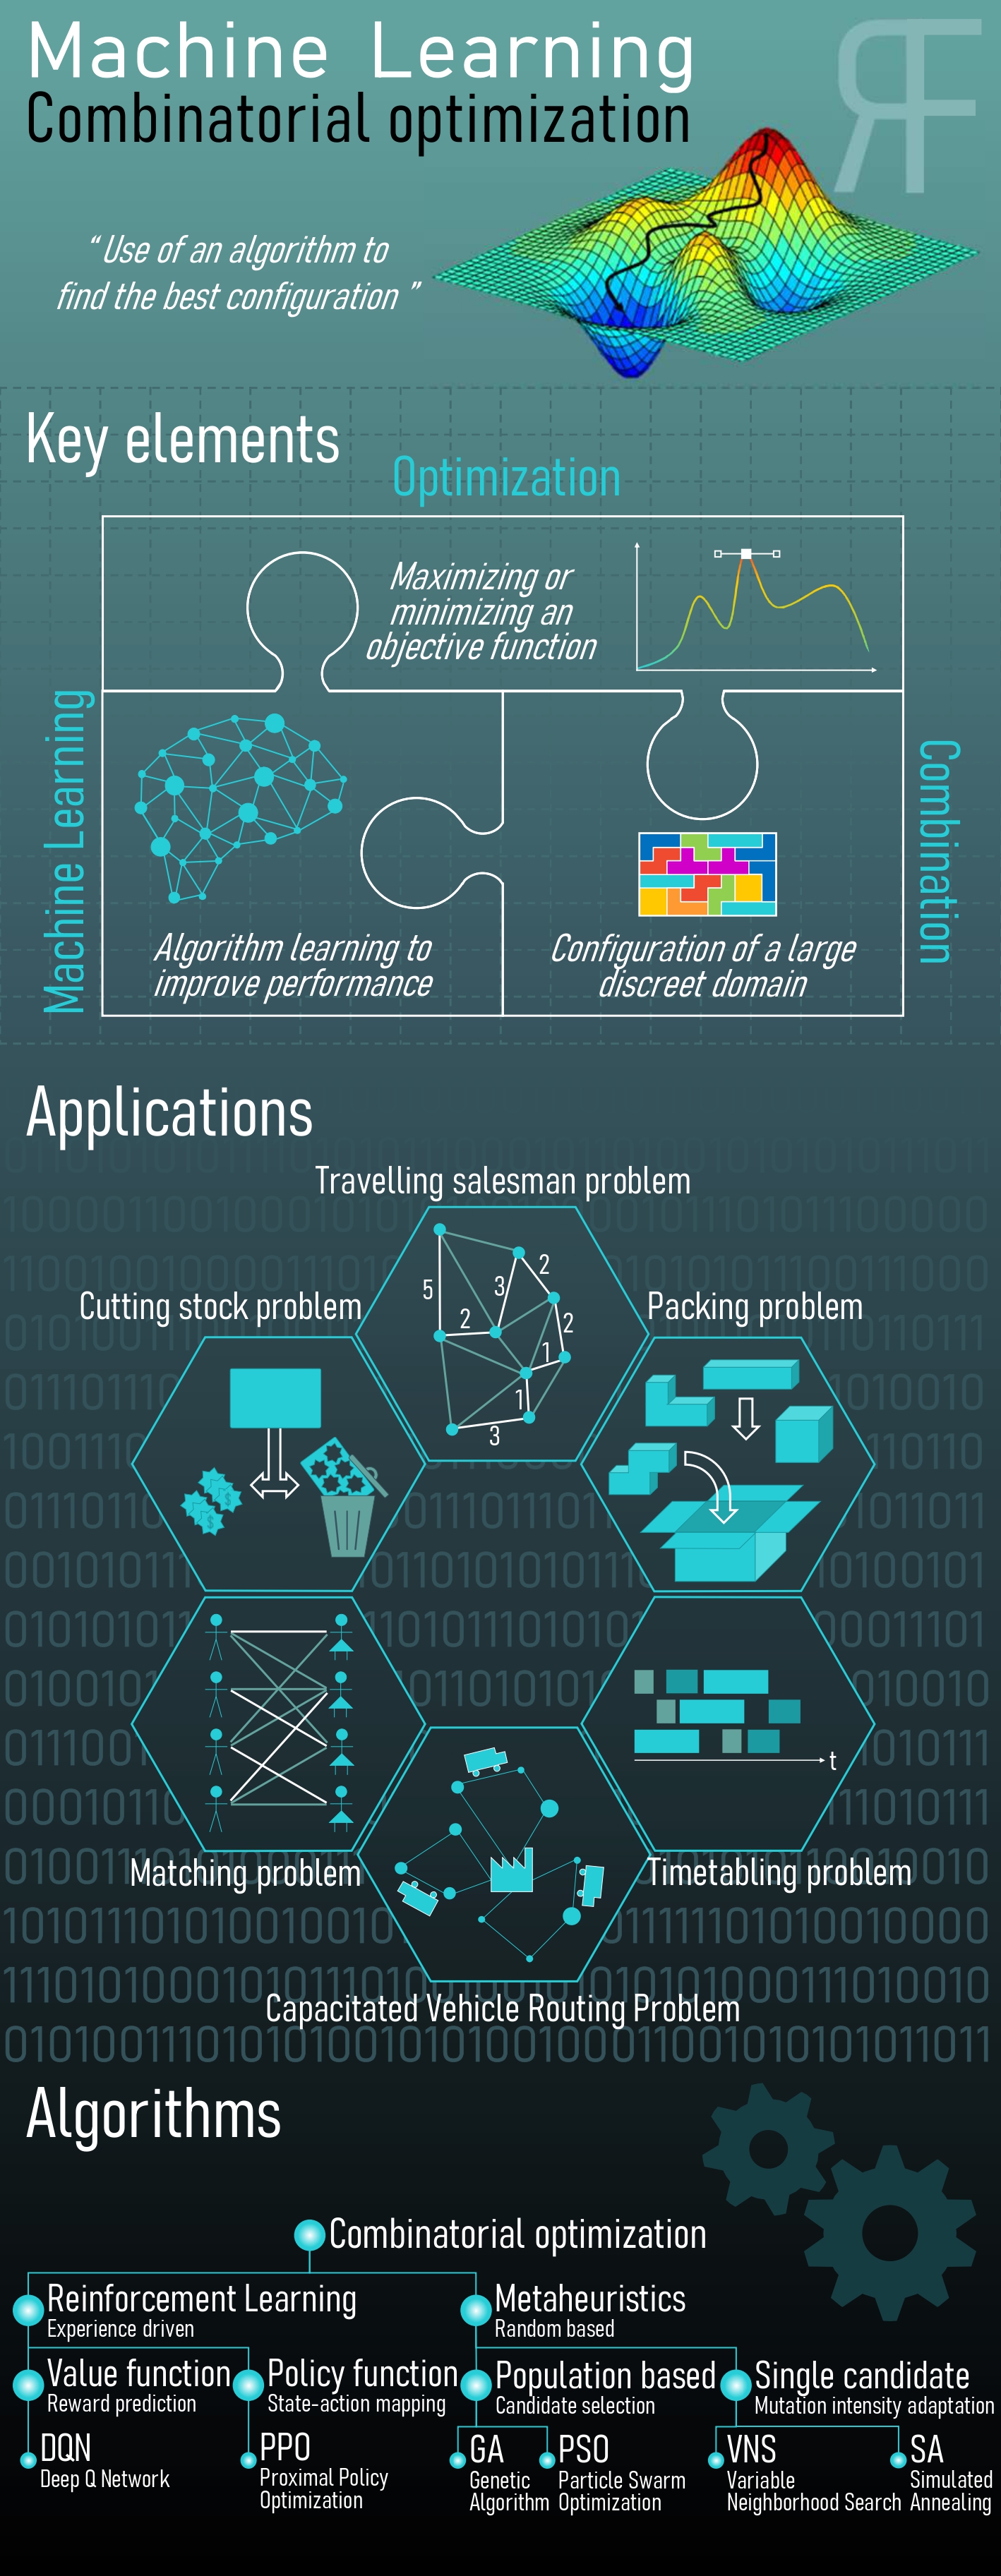 Machine Learning
Combinatorial optimization
“ Use of an algorithm to
find the best configuration ”
Key elements
Optimization
Maximizing or
minimizing an
objective function
Machine Learning
Combination
Algorithm learning to
improve performance
Configuration of a large
discreet domain
Applications
Travelling salesman problem
5
2
3
2
2
1
1
3
Cutting stock problem
Packing problem
Matching problem
t
Timetabling problem
Capacitated Vehicle Routing Problem
Algorithms
Combinatorial optimization
Reinforcement Learning
Experience driven
Metaheuristics
Random based
Value function
Reward prediction
Policy function
State-action mapping
Population based
Candidate selection
Single candidate
Mutation intensity adaptation
DQN
Deep Q Network
PPO
Proximal Policy
Optimization
GA
Genetic
Algorithm
PSO
Particle Swarm
Optimization
VNS
Variable
Neighborhood Search
SA
Simulated
Annealing